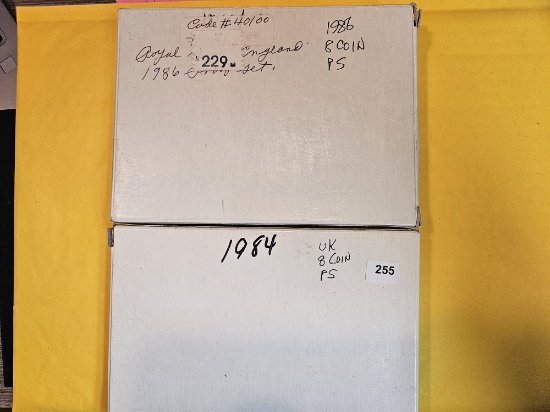 Code # 40100
Royal England
1986 set.
229
1986
8 COIN
PS
1984
UK
8 COIN
PS
255